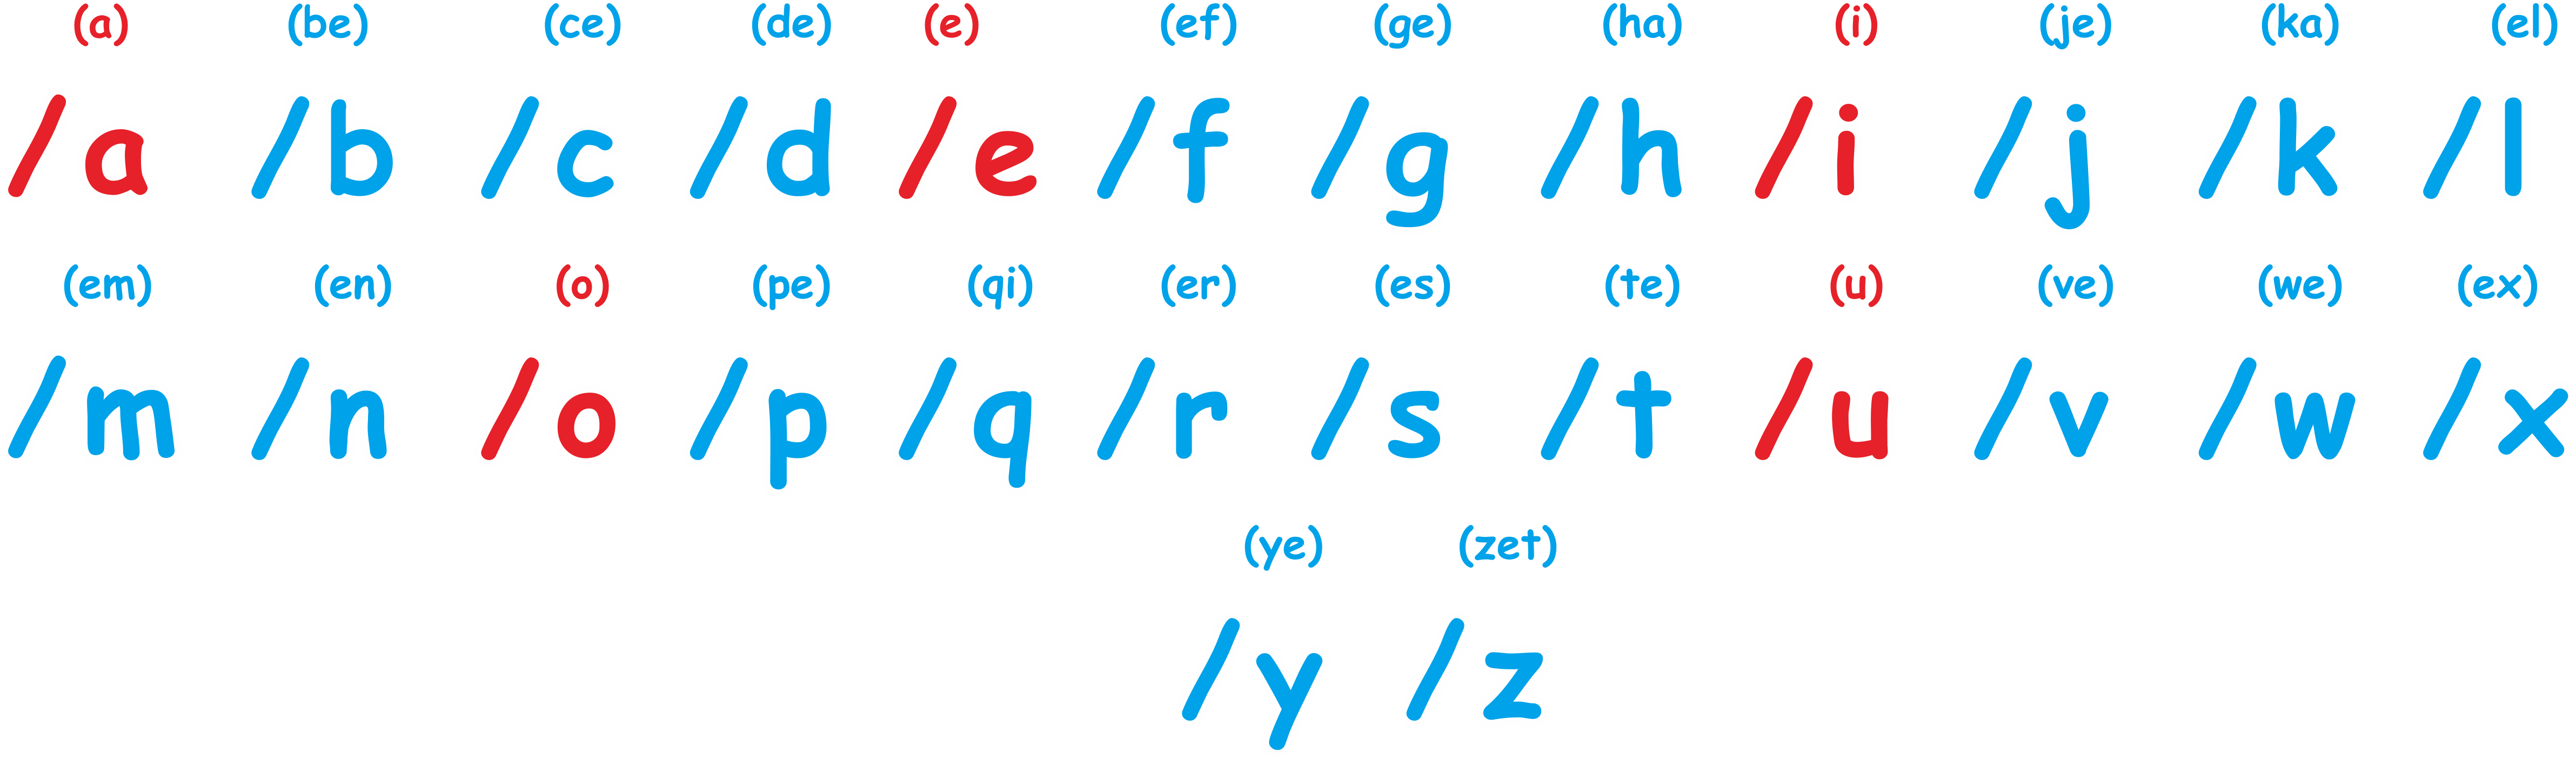 (a) (be) (ce) (de) (e) (ef) (ge) (ha) (i) (je) (ka) (el)
/a /b /c /d /e /f /g /h /i /j /k /l
(em) (en) (o) (pe) (qi) (er) (es) (te) (u) (ve) (we) (ex)
/m /n /o /p /q /r /s /t /u /v /w /x
(ye) (zet)
/y /z